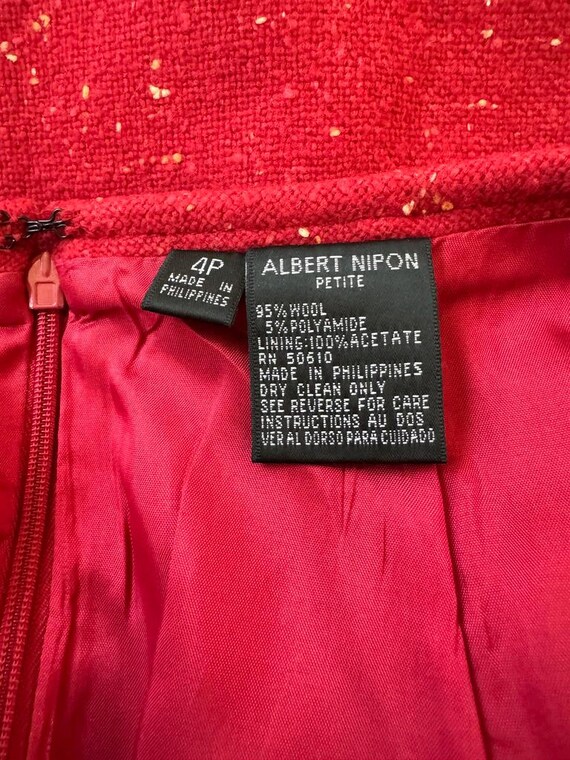 4P
MADE IN
PHILIPPINES
ALBERT NIPON
PETITE
95% WOOL
5% POLYAMIDE
LINING:100% ACETATE
RN 50610
MADE IN PHILIPPINES
DRY CLEAN ONLY
SEE REVERSE FOR CARE
INSTRUCTIONS AU DOS
VER AL DORSO PARA CUIDADO